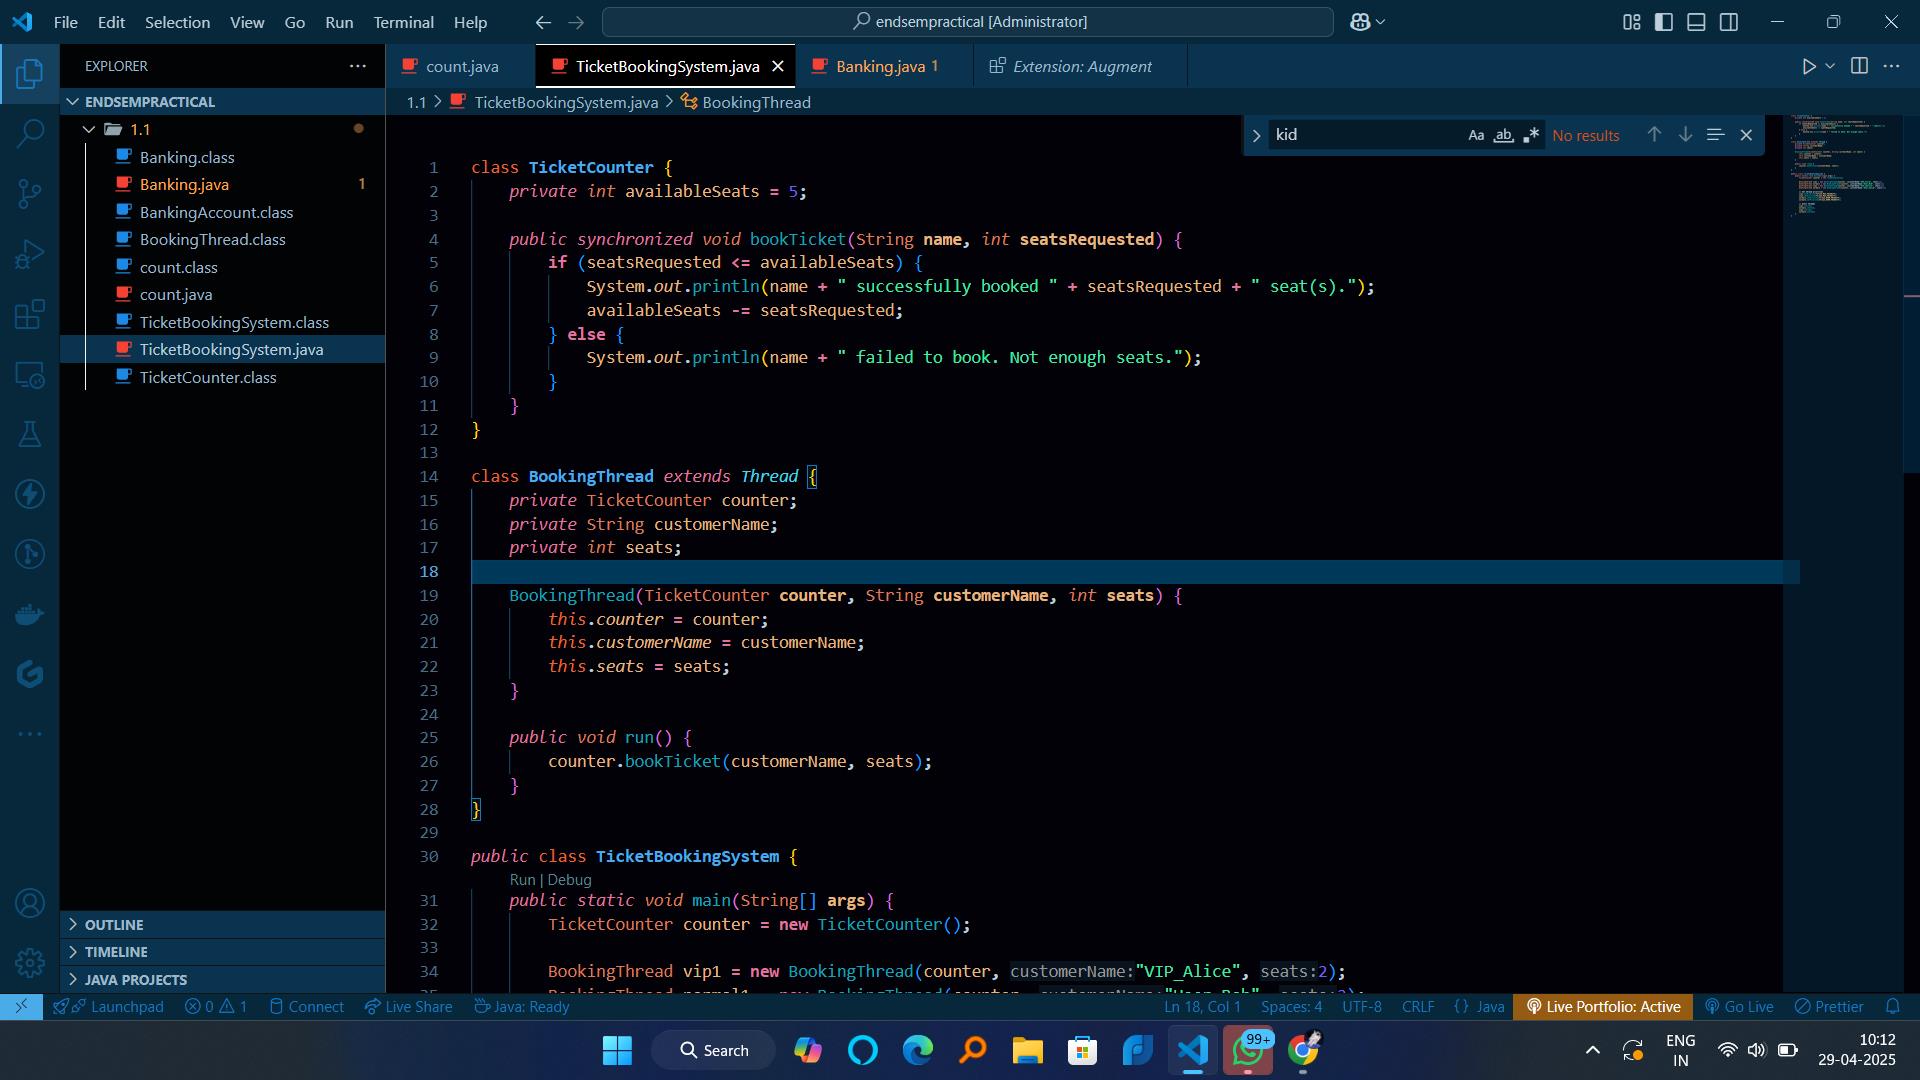 File Edit Selection View Go Run Terminal Help
endsempractical [Administrator]
EXPLORER
count.java
TicketBookingSystem.java
Banking.java 1
Extension: Augment
ENDSEMPRACTICAL
1.1 > TicketBookingSystem.java > BookingThread
1.1
Banking.class
Banking.java 1
BankingAccount.class
BookingThread.class
count.class
count.java
TicketBookingSystem.class
TicketBookingSystem.java
TicketCounter.class
OUTLINE
TIMELINE
JAVA PROJECTS
kid Aa ab .* No results
1 class TicketCounter {
2 private int availableSeats = 5;
3
4 public synchronized void bookTicket(String name, int seatsRequested) {
5 if (seatsRequested <= availableSeats) {
6 System.out.println(name + " successfully booked " + seatsRequested + " seat(s).");
7 availableSeats -= seatsRequested;
8 } else {
9 System.out.println(name + " failed to book. Not enough seats.");
10 }
11 }
12 }
13
14 class BookingThread extends Thread {
15 private TicketCounter counter;
16 private String customerName;
17 private int seats;
18
19 BookingThread(TicketCounter counter, String customerName, int seats) {
20 this.counter = counter;
21 this.customerName = customerName;
22 this.seats = seats;
23 }
24
25 public void run() {
26 counter.bookTicket(customerName, seats);
27 }
28 }
29
30 public class TicketBookingSystem {
Run | Debug
31 public static void main(String[] args) {
32 TicketCounter counter = new TicketCounter();
33
34 BookingThread vip1 = new BookingThread(counter, customerName:"VIP_Alice", seats:2);
Launchpad 0 1 Connect Live Share Java: Ready
Ln 18, Col 1 Spaces: 4 UTF-8 CRLF {} Java Live Portfolio: Active Go Live Prettier
Search
99+
ENG
IN
10:12
29-04-2025